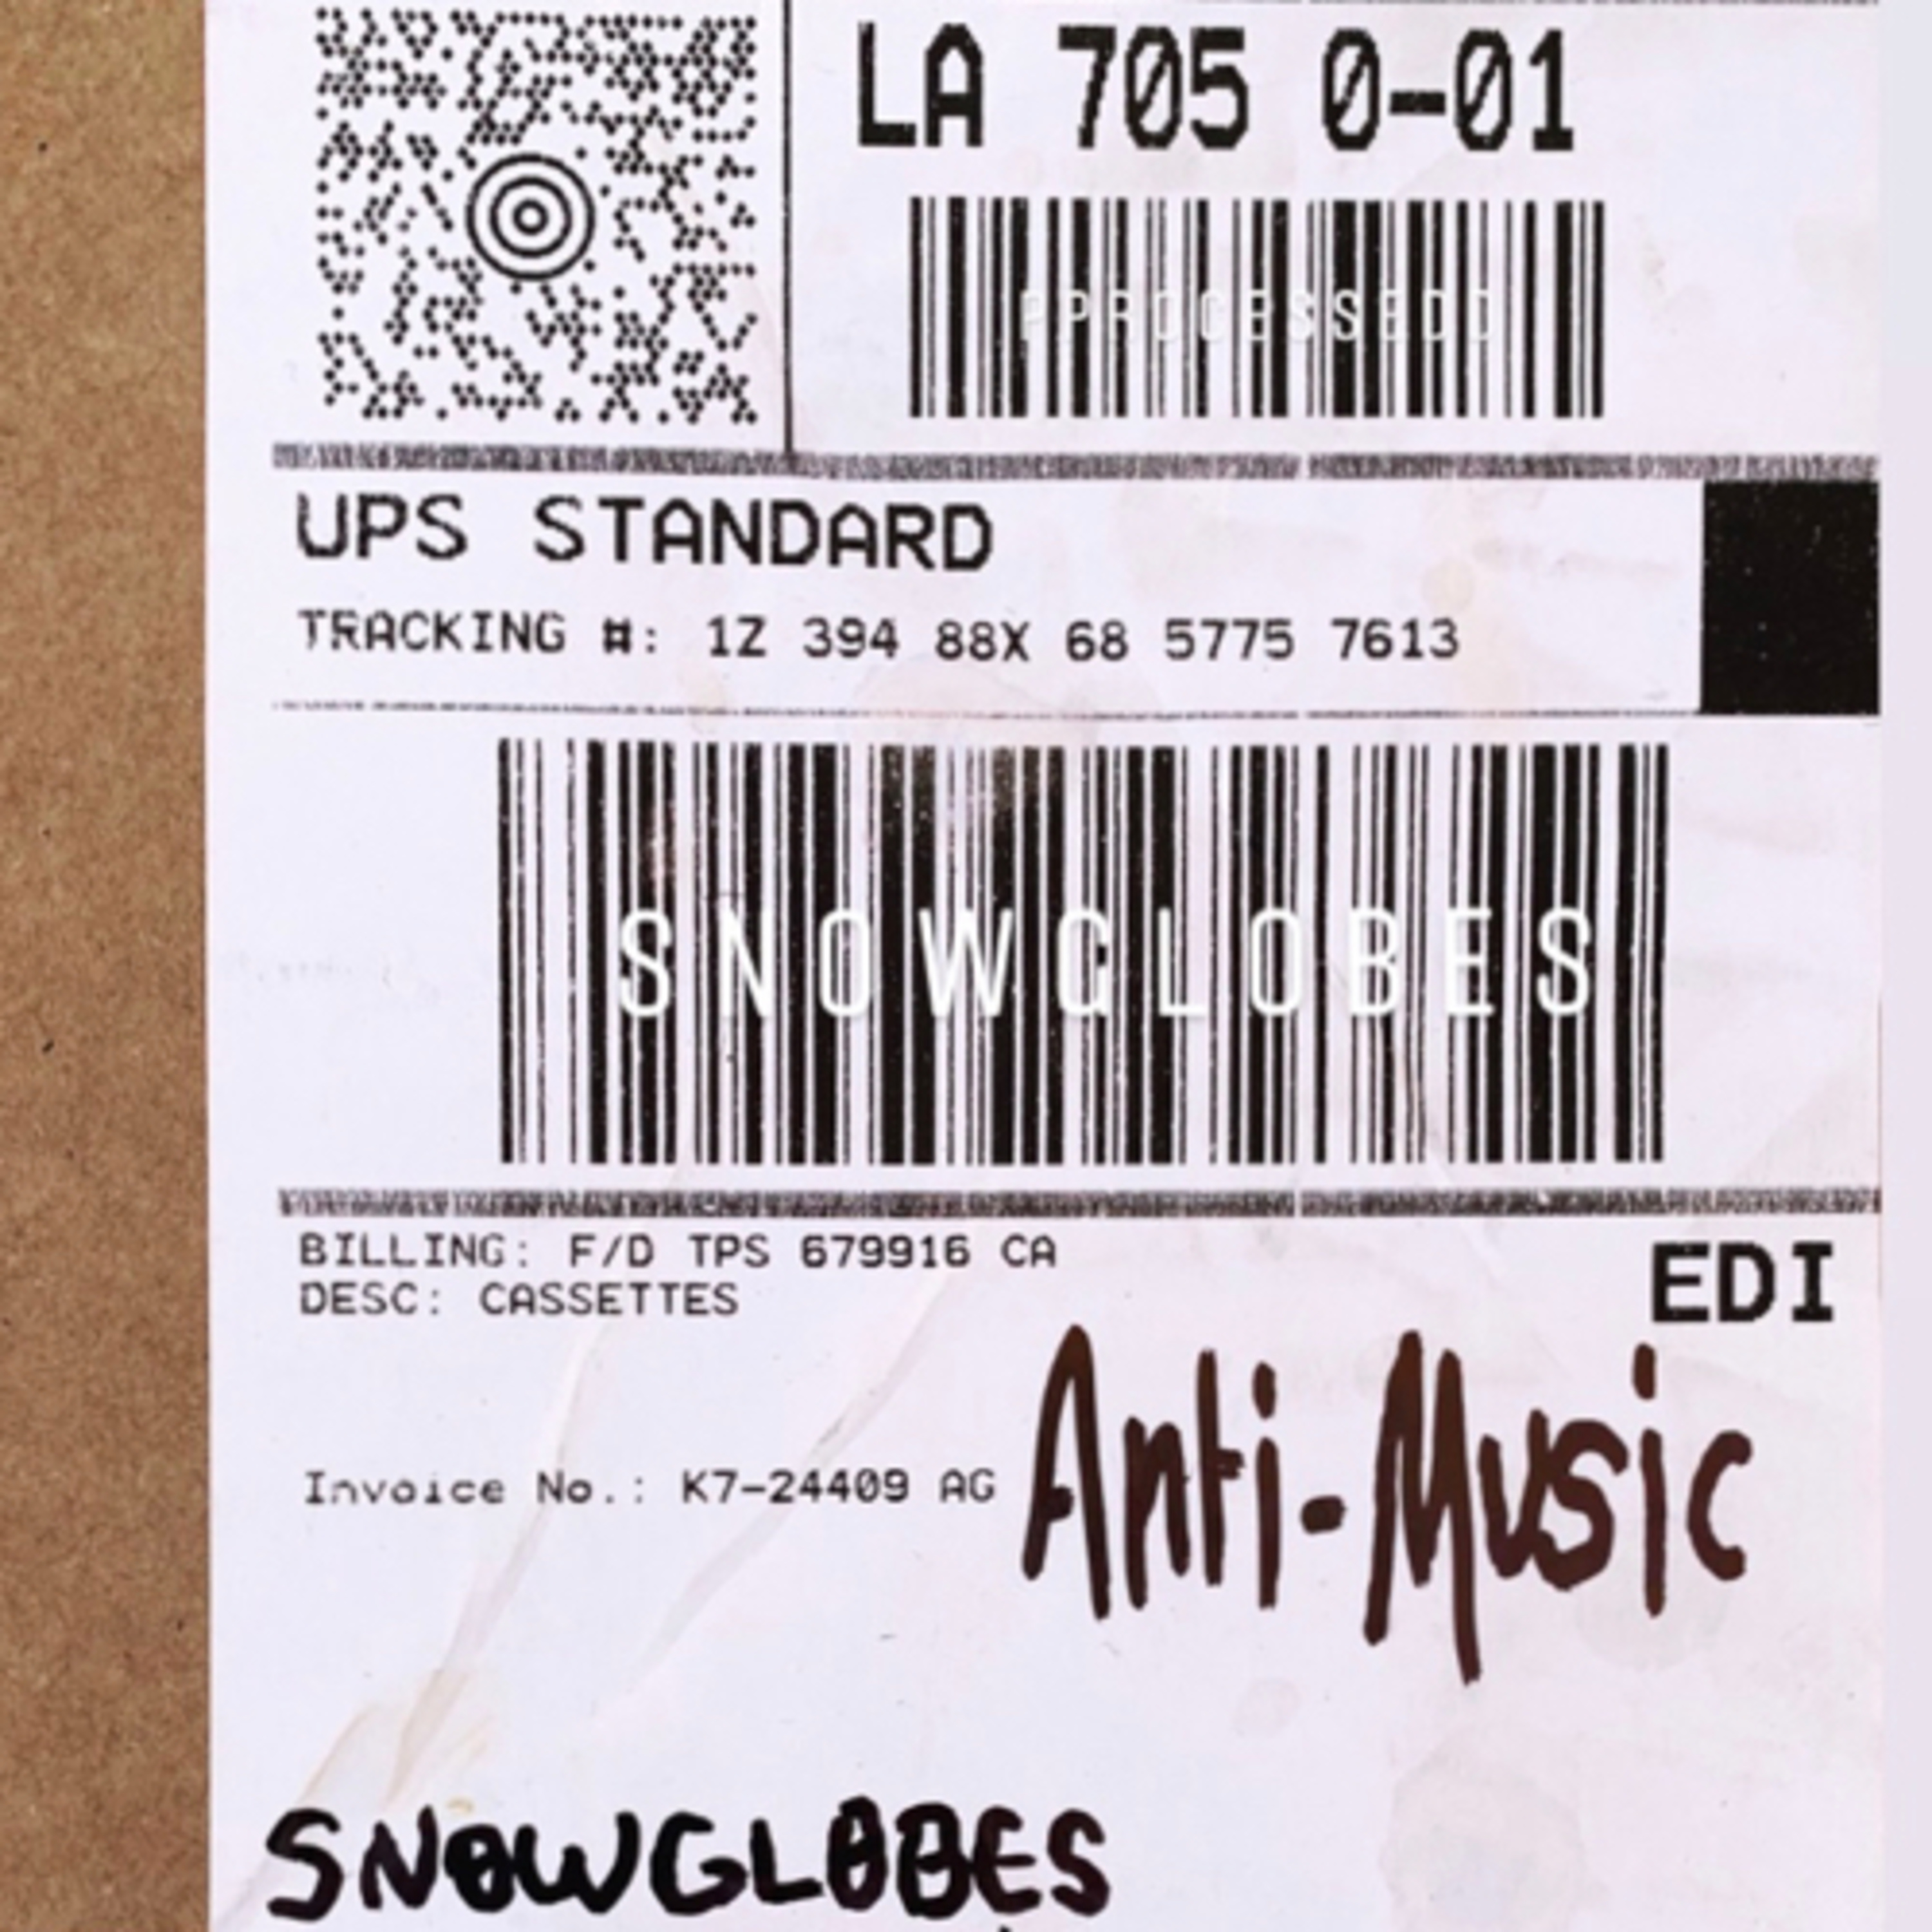 LA 705 0-01
PPROCESSEDD
UPS STANDARD
TRACKING #: 1Z 394 88X 68 5775 7613
SNOWGLOBES
BILLING: F/D TPS 679916 CA
DESC: CASSETTES
EDI
Anti-Music
Invoice No.: K7-24409 AG
SNOWGLOBES